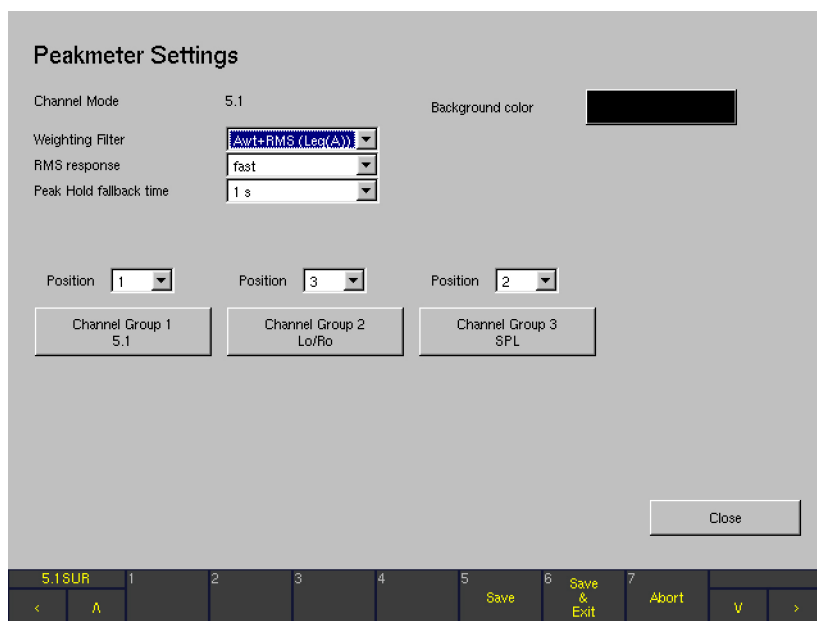 Peakmeter Settings
Channel Mode 5.1
Background color
Weighting Filter Awt+RMS (Leq(A))
RMS response fast
Peak Hold fallback time 1 s
Position 1 Position 3 Position 2
Channel Group 1
5.1
Channel Group 2
Lo/Ro
Channel Group 3
SPL
Close
5.1SUR 1 2 3 4 5 6 7
Save
Save
&
Exit
Abort
< Λ V >